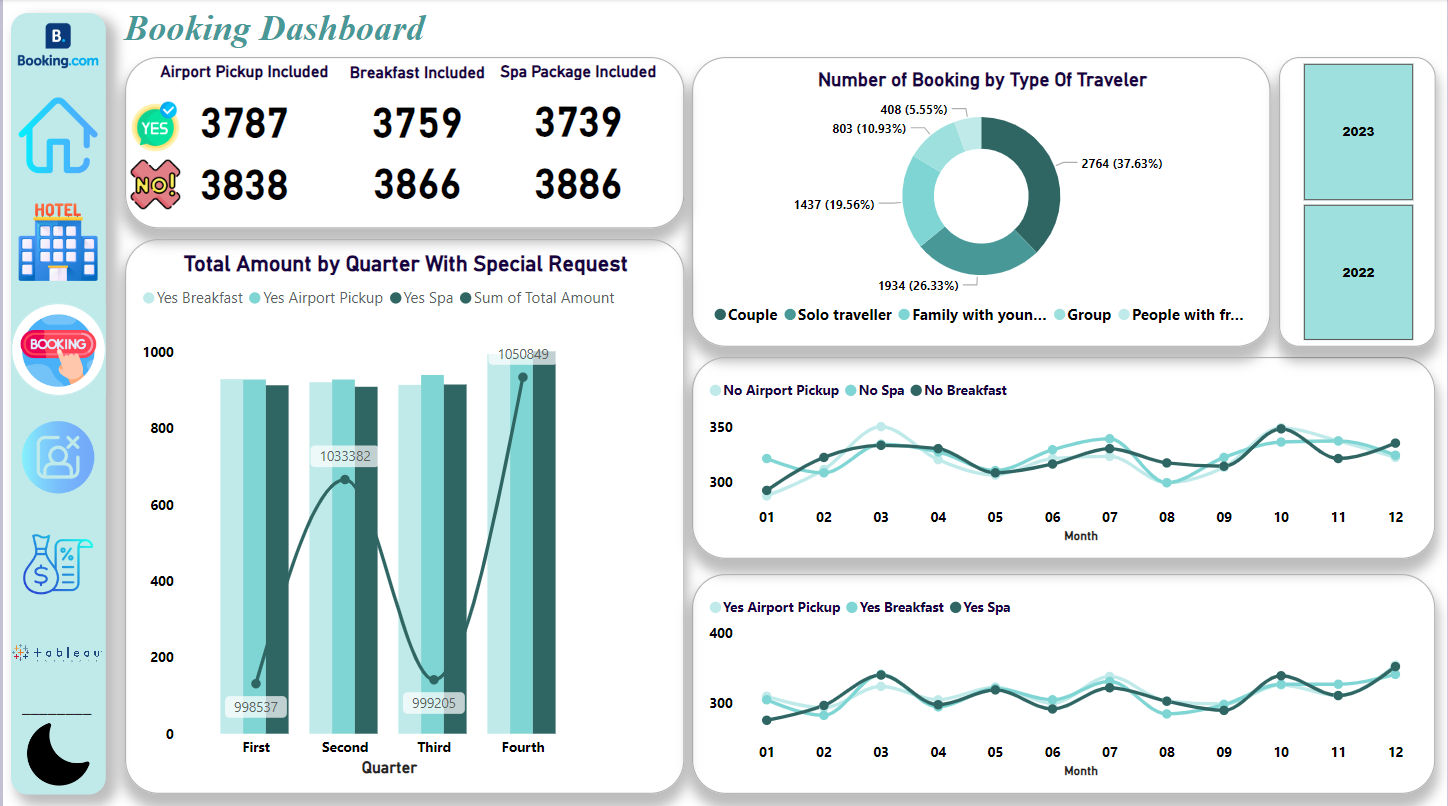 B.
Booking.com
HOTEL
BOOKING
%
$
+ a b l e a u
Booking Dashboard
Airport Pickup Included Breakfast Included Spa Package Included
YES 3787 3759 3739
NO! 3838 3866 3886
Total Amount by Quarter With Special Request
Yes Breakfast Yes Airport Pickup Yes Spa Sum of Total Amount
1000
800
600
400
200
0
1050849
1033382
998537
999205
First Second Third Fourth
Quarter
Number of Booking by Type Of Traveler
408 (5.55%)
803 (10.93%)
2764 (37.63%)
1437 (19.56%)
1934 (26.33%)
Couple Solo traveller Family with youn... Group People with fr...
2023
2022
No Airport Pickup No Spa No Breakfast
350
300
01 02 03 04 05 06 07 08 09 10 11 12
Month
Yes Airport Pickup Yes Breakfast Yes Spa
400
300
01 02 03 04 05 06 07 08 09 10 11 12
Month